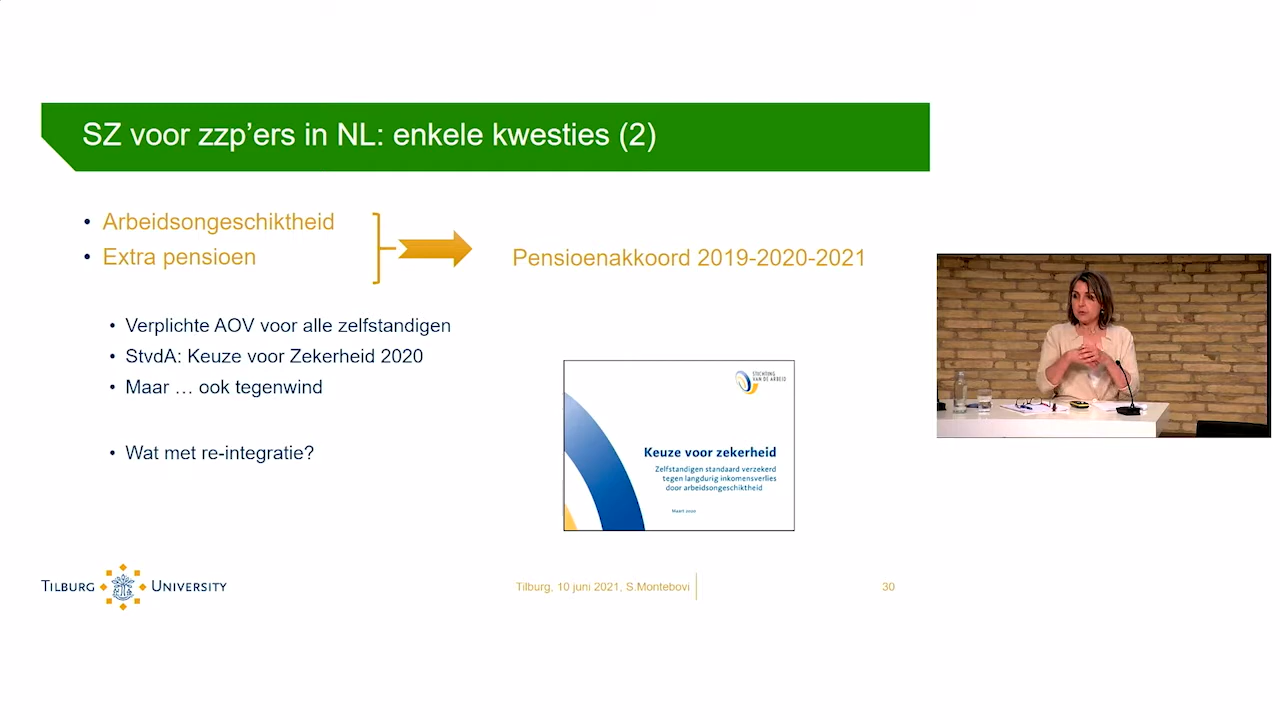 SZ voor zzp'ers in NL: enkele kwesties (2)
• Arbeidsongeschiktheid
• Extra pensioen
Pensioenakkoord 2019-2020-2021
• Verplichte AOV voor alle zelfstandigen
• StvdA: Keuze voor Zekerheid 2020
• Maar … ook tegenwind
• Wat met re-integratie?
STICHTING
VAN DE ARBEID
Keuze voor zekerheid
Zelfstandigen standaard verzekerd
tegen langdurig inkomensverlies
door arbeidsongeschiktheid
Maart 2020
TILBURG UNIVERSITY
Tilburg, 10 juni 2021, S.Montebovi
30